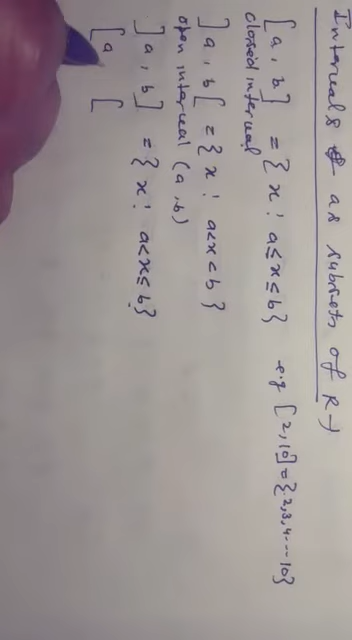 Intervals as subsets of R →
[a, b] = {x : a ≤ x ≤ b} e.g [2, 10] = {2,3,4....10}
closed interval
]a, b[ = {x : a < x < b}
open interval (a, b)
]a, b] = {x : a < x ≤ b}
[a [